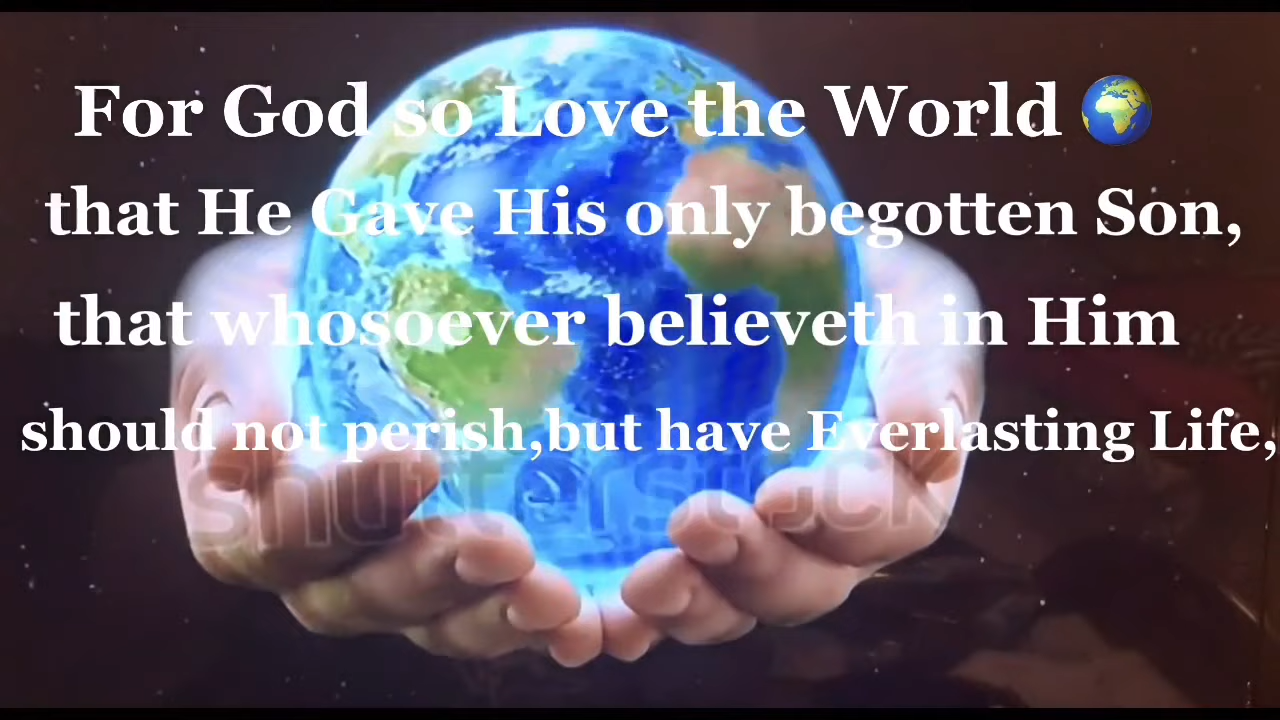 For God so Love the World 🌍
that He Gave His only begotten Son,
that whosoever believeth in Him
should not perish,but have Everlasting Life,
shutterstock